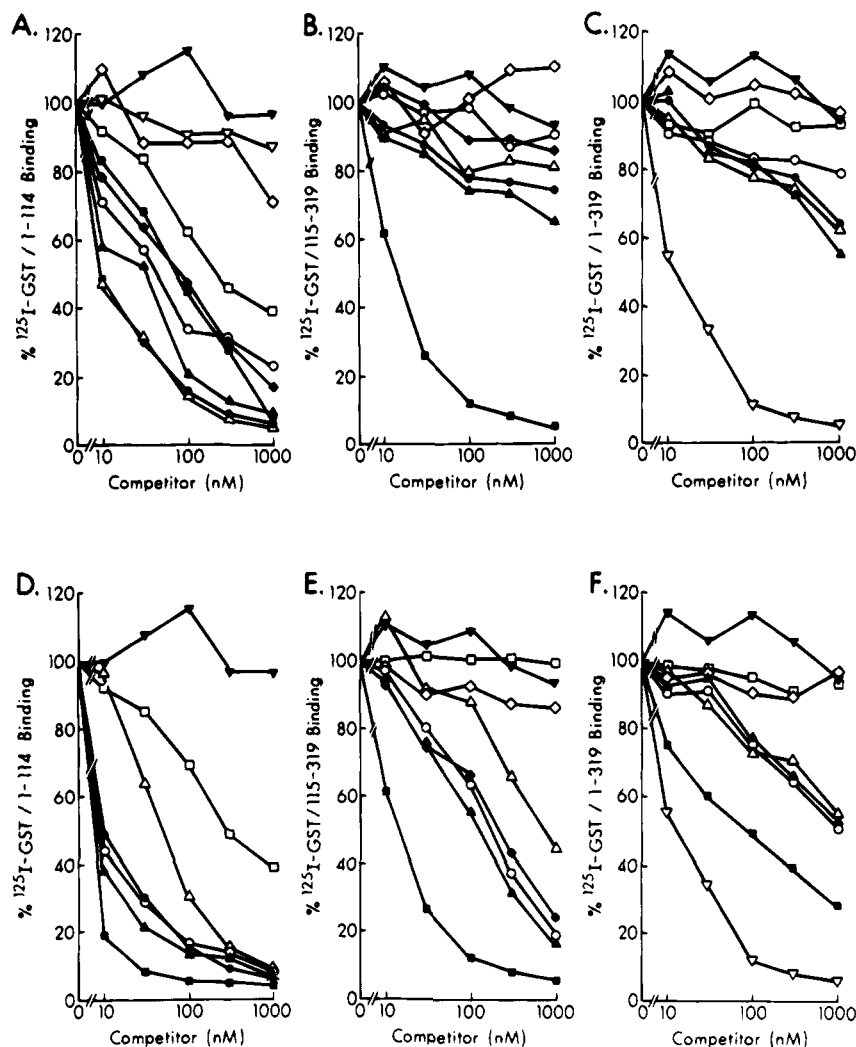 A.
120
100
80
60
40
20
0
% ¹²⁵I-GST / 1-114 Binding
0 10 100 1000
Competitor (nM)
B.
120
100
80
60
40
20
0
% ¹²⁵I-GST/115-319 Binding
0 10 100 1000
Competitor (nM)
C.
120
100
80
60
40
20
0
% ¹²⁵I-GST / 1-319 Binding
0 10 100 1000
Competitor (nM)
D.
120
100
80
60
40
20
0
% ¹²⁵I-GST / 1-114 Binding
0 10 100 1000
Competitor (nM)
E.
120
100
80
60
40
20
0
% ¹²⁵I-GST/115-319 Binding
0 10 100 1000
Competitor (nM)
F.
120
100
80
60
40
20
0
% ¹²⁵I-GST / 1-319 Binding
0 10 100 1000
Competitor (nM)